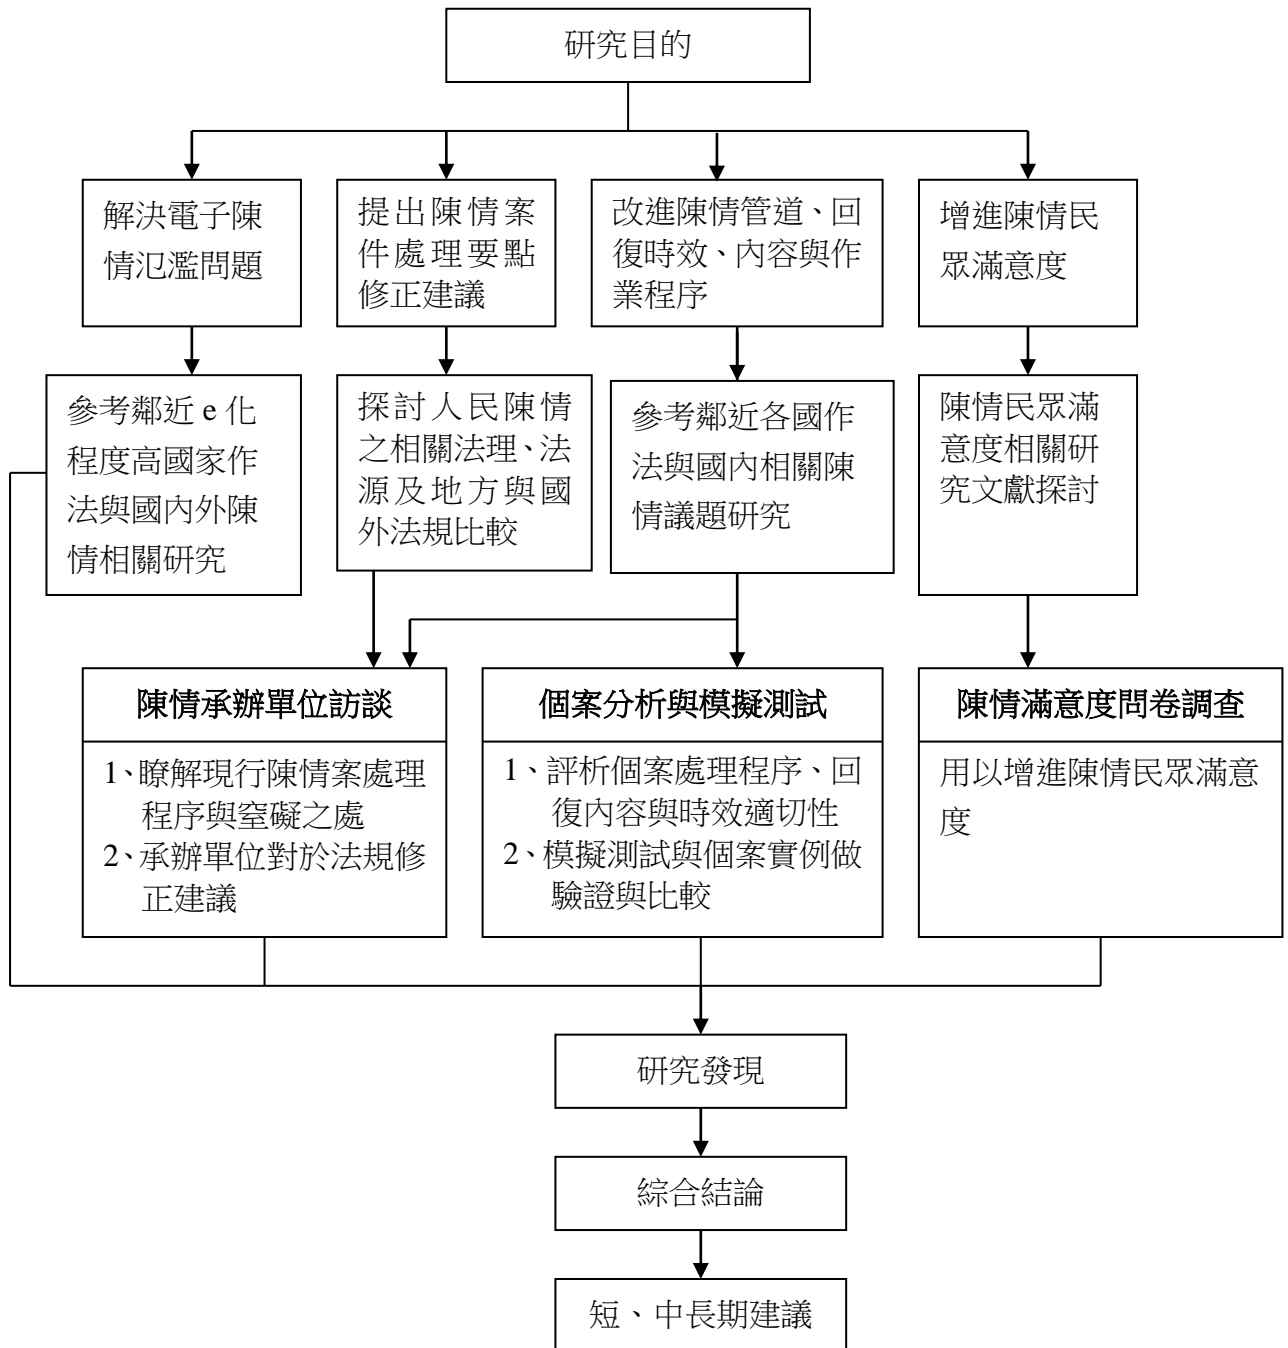 研究目的
解決電子陳
情氾濫問題
提出陳情案
件處理要點
修正建議
改進陳情管道、回
復時效、內容與作
業程序
增進陳情民
眾滿意度
參考鄰近 e 化
程度高國家作
法與國內外陳
情相關研究
探討人民陳情
之相關法理、法
源及地方與國
外法規比較
參考鄰近各國作
法與國內相關陳
情議題研究
陳情民眾滿
意度相關研
究文獻探討
陳情承辦單位訪談
1、瞭解現行陳情案處理
程序與窒礙之處
2、承辦單位對於法規修
正建議
個案分析與模擬測試
1、評析個案處理程序、回
復內容與時效適切性
2、模擬測試與個案實例做
驗證與比較
陳情滿意度問卷調查
用以增進陳情民眾滿意
度
研究發現
綜合結論
短、中長期建議